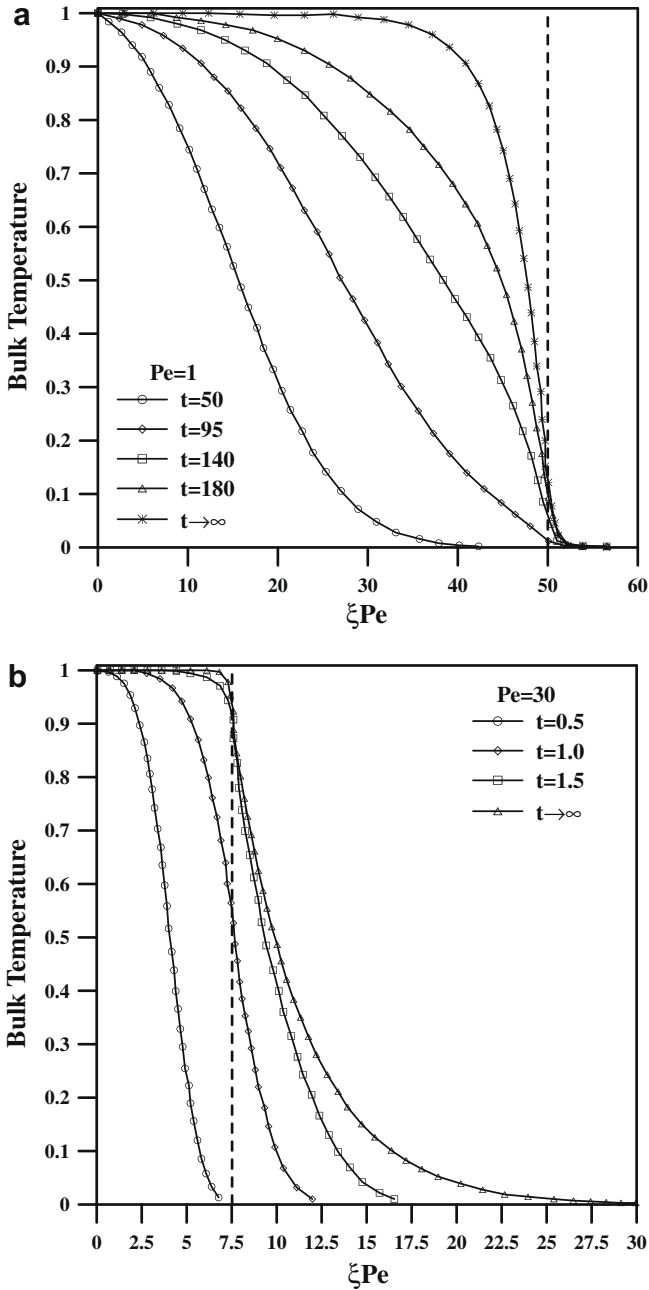 a
1
0.9
0.8
0.7
0.6
0.5
0.4
0.3
0.2
0.1
0
Bulk Temperature
Pe=1
t=50
t=95
t=140
t=180
t→∞
0 10 20 30 40 50 60
ξPe
b
1
0.9
0.8
0.7
0.6
0.5
0.4
0.3
0.2
0.1
0
Bulk Temperature
Pe=30
t=0.5
t=1.0
t=1.5
t→∞
0 2.5 5 7.5 10 12.5 15 17.5 20 22.5 25 27.5 30
ξPe